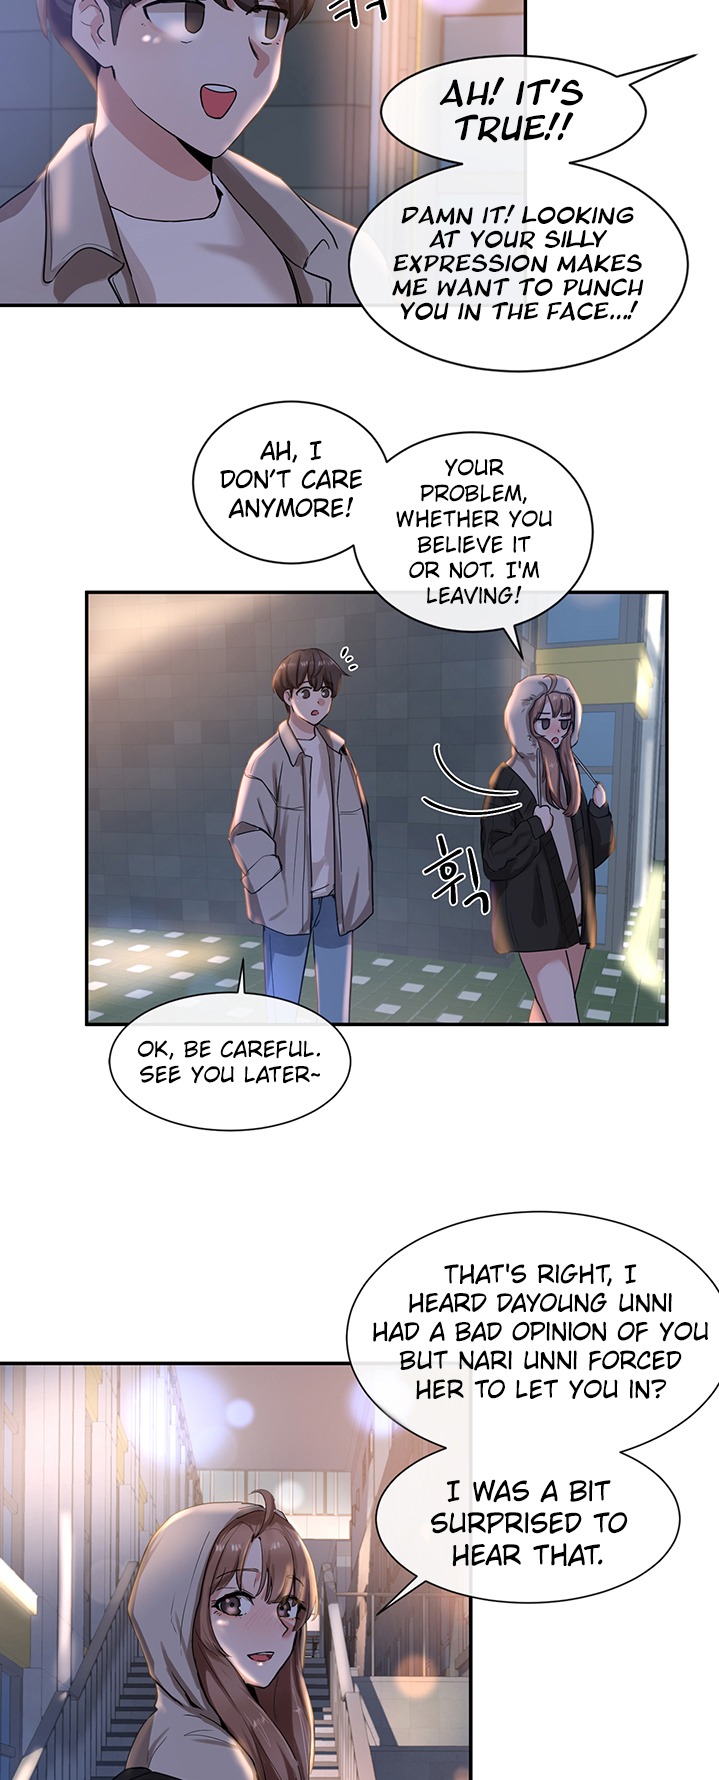 AH! IT'S
TRUE!!
DAMN IT! LOOKING
AT YOUR SILLY
EXPRESSION MAKES
ME WANT TO PUNCH
YOU IN THE FACE...!
AH, I
DON'T CARE
ANYMORE!
YOUR
PROBLEM,
WHETHER YOU
BELIEVE IT
OR NOT. I'M
LEAVING!
휙
OK, BE CAREFUL.
SEE YOU LATER~
THAT'S RIGHT, I
HEARD DAYOUNG UNNI
HAD A BAD OPINION OF YOU
BUT NARI UNNI FORCED
HER TO LET YOU IN?
I WAS A BIT
SURPRISED TO
HEAR THAT.